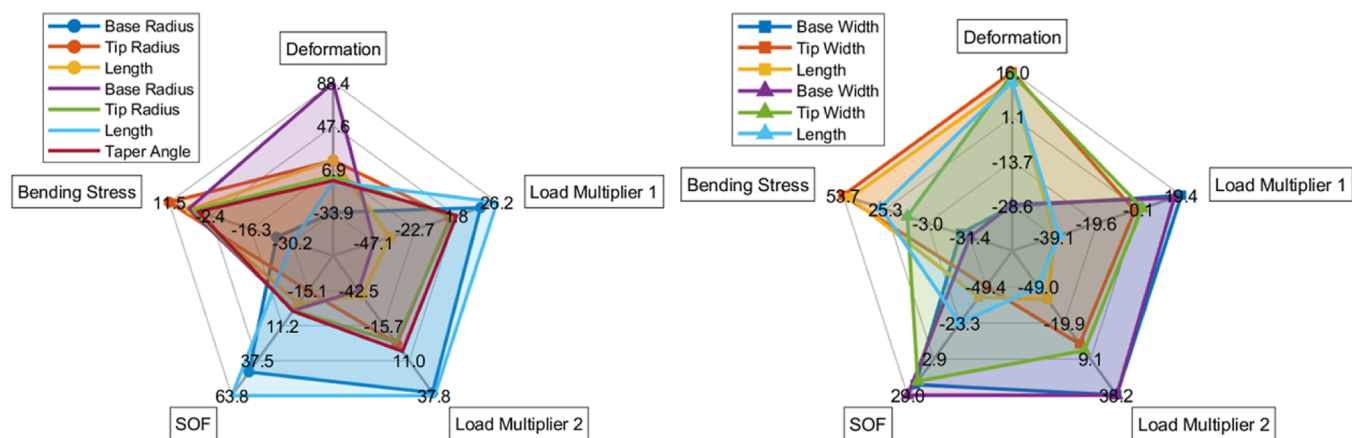 Base Radius
Tip Radius
Length
Base Radius
Tip Radius
Length
Taper Angle
Deformation
88.4
47.6
6.9
-33.9
Bending Stress
11.5
-2.4
-16.3
-30.2
Load Multiplier 1
26.2
1.8
-22.7
-47.1
-15.1
11.2
37.5
63.8
SOF
-42.5
-15.7
11.0
37.8
Load Multiplier 2
Base Width
Tip Width
Length
Base Width
Tip Width
Length
Deformation
16.0
1.1
-13.7
-28.6
Bending Stress
53.7
25.3
-3.0
-31.4
Load Multiplier 1
19.4
-0.1
-19.6
-39.1
-49.4
-23.3
2.9
29.0
SOF
-49.0
-19.9
9.1
38.2
Load Multiplier 2